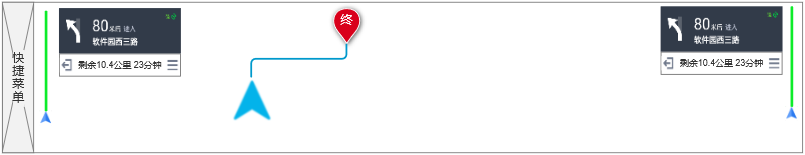 快捷菜单
80米后 进入
软件园西三路
剩余10.4公里 23分钟
终
80米后 进入
软件园西三路
剩余10.4公里 23分钟